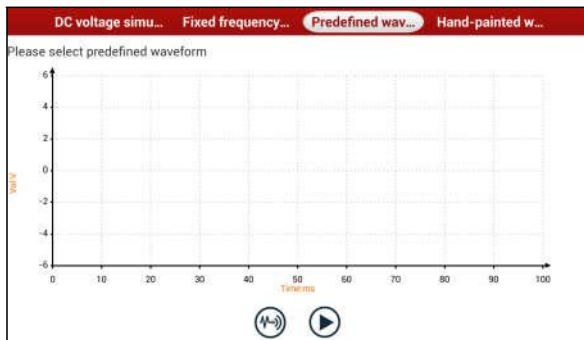 DC voltage simu... Fixed frequency... Predefined wav... Hand-painted w...
Please select predefined waveform
6
4
2
0
-2
-4
-6
Vol:V
0 10 20 30 40 50 60 70 80 90 100
Time:ms